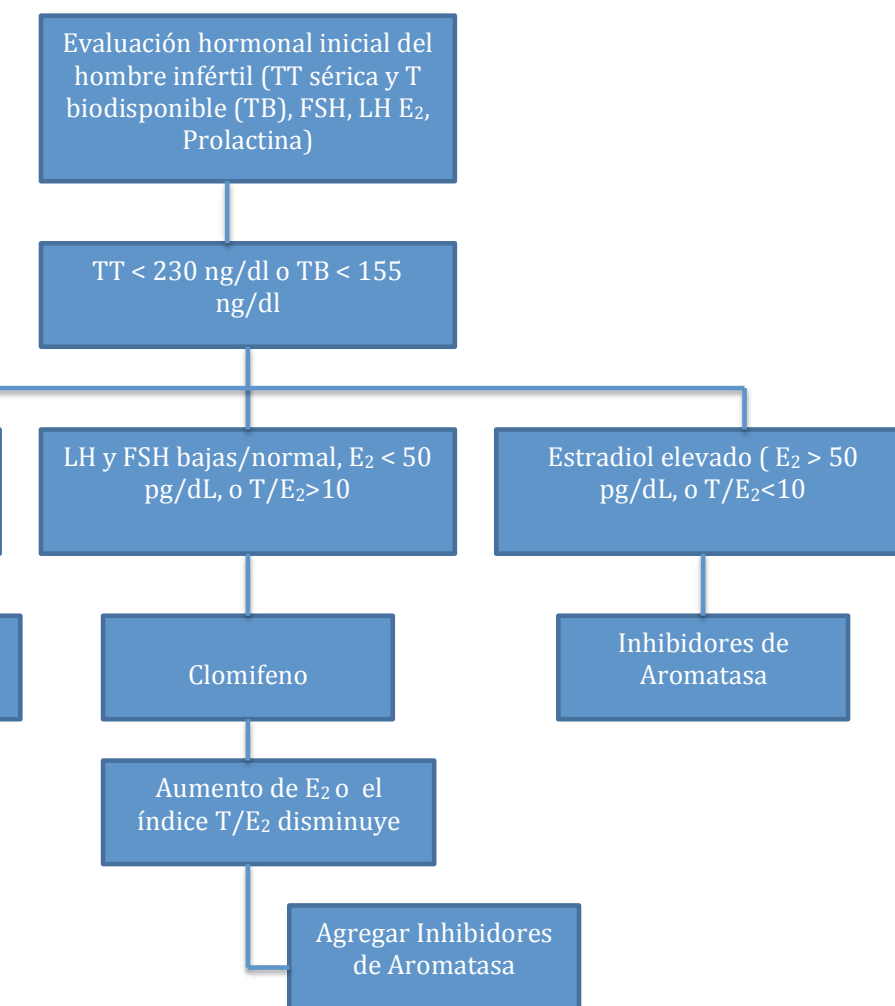 Evaluación hormonal inicial del
hombre infértil (TT sérica y T
biodisponible (TB), FSH, LH E₂,
Prolactina)
TT < 230 ng/dl o TB < 155
ng/dl
LH y FSH bajas/normal, E₂ < 50
pg/dL, o T/E₂>10
Estradiol elevado ( E₂ > 50
pg/dL, o T/E₂<10
Clomifeno
Inhibidores de
Aromatasa
Aumento de E₂ o el
índice T/E₂ disminuye
Agregar Inhibidores
de Aromatasa